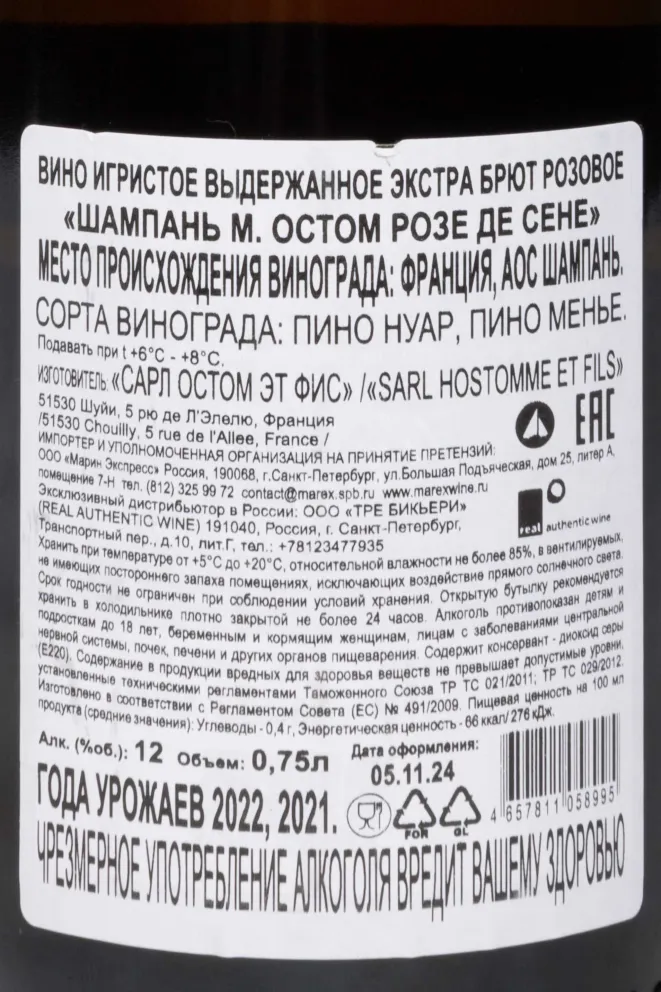 ВИНО ИГРИСТОЕ ВЫДЕРЖАННОЕ ЭКСТРА БРЮТ РОЗОВОЕ
«ШАМПАНЬ М. ОСТОМ РОЗЕ ДЕ СЕНЕ»
МЕСТО ПРОИСХОЖДЕНИЯ ВИНОГРАДА: ФРАНЦИЯ, АОС ШАМПАНЬ.
СОРТА ВИНОГРАДА: ПИНО НУАР, ПИНО МЕНЬЕ.
Подавать при t +6°C - +8°C.
ИЗГОТОВИТЕЛЬ: «САРЛ ОСТОМ ЭТ ФИС» /«SARL HOSTOMME ET FILS»
51530 Шуйи, 5 рю де Л'Элелю, Франция
/51530 Chouilly, 5 rue de l'Allee, France /
EAC
ИМПОРТЕР И УПОЛНОМОЧЕННАЯ ОРГАНИЗАЦИЯ НА ПРИНЯТИЕ ПРЕТЕНЗИЙ:
ООО «Марин Экспресс» Россия, 190068, г.Санкт-Петербург, ул.Большая Подъяческая, дом 25, литер А,
помещение 7-Н тел. (812) 325 99 72 contact@marex.spb.ru www.marexwine.ru
Эксклюзивный дистрибьютор в России: ООО «ТРЕ БИКЬЕРИ»
(REAL AUTHENTIC WINE) 191040, Россия, г. Санкт-Петербург,
Транспортный пер., д.10, лит.Г, тел.: +78123477935
real authentic wine
Хранить при температуре от +5°C до +20°C, относительной влажности не более 85%, в вентилируемых,
не имеющих постороннего запаха помещениях, исключающих воздействие прямого солнечного света.
Срок годности не ограничен при соблюдении условий хранения. Открытую бутылку рекомендуется
хранить в холодильнике плотно закрытой не более 24 часов. Алкоголь противопоказан детям и
подросткам до 18 лет, беременным и кормящим женщинам, лицам с заболеваниями центральной
нервной системы, почек, печени и других органов пищеварения. Содержит консервант - диоксид серы
(E220). Содержание в продукции вредных для здоровья веществ не превышает допустимые уровни,
установленные техническими регламентами Таможенного Союза ТР ТС 021/2011; ТР ТС 029/2012.
Изготовлено в соответствии с Регламентом Совета (ЕС) № 491/2009. Пищевая ценность на 100 мл
продукта (средние значения): Углеводы - 0,4 г, Энергетическая ценность - 66 ккал/ 276 кДж.
Алк. (%об.): 12 Объем: 0,75л
Дата оформления:
05.11.24
4 657811 058995
ГОДА УРОЖАЕВ 2022, 2021.
FOR GL
ЧРЕЗМЕРНОЕ УПОТРЕБЛЕНИЕ АЛКОГОЛЯ ВРЕДИТ ВАШЕМУ ЗДОРОВЬЮ